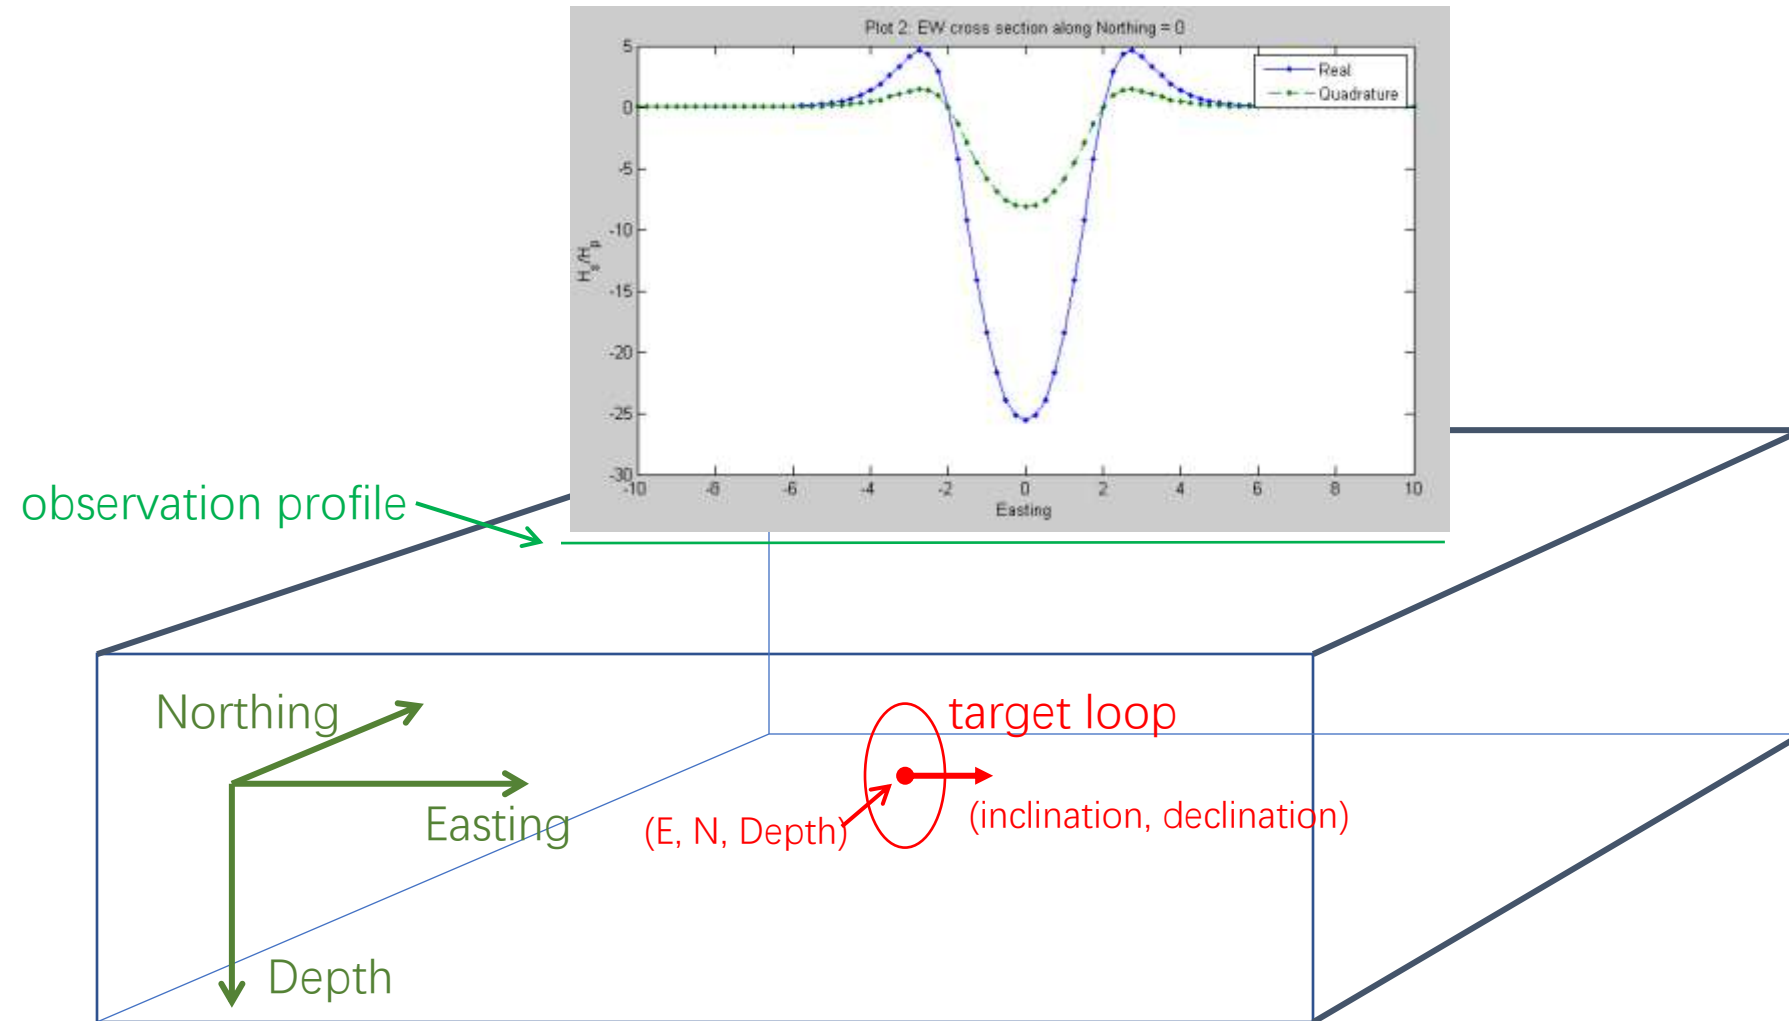 Plot 2: EW cross section along Northing = 0
5
0
-5
-10
-15
-20
-25
-30
H_s/H_p
Real
Quadrature
-10 -8 -6 -4 -2 0 2 4 6 8 10
Easting
observation profile
Northing
Easting
Depth
target loop
(E, N, Depth)
(inclination, declination)